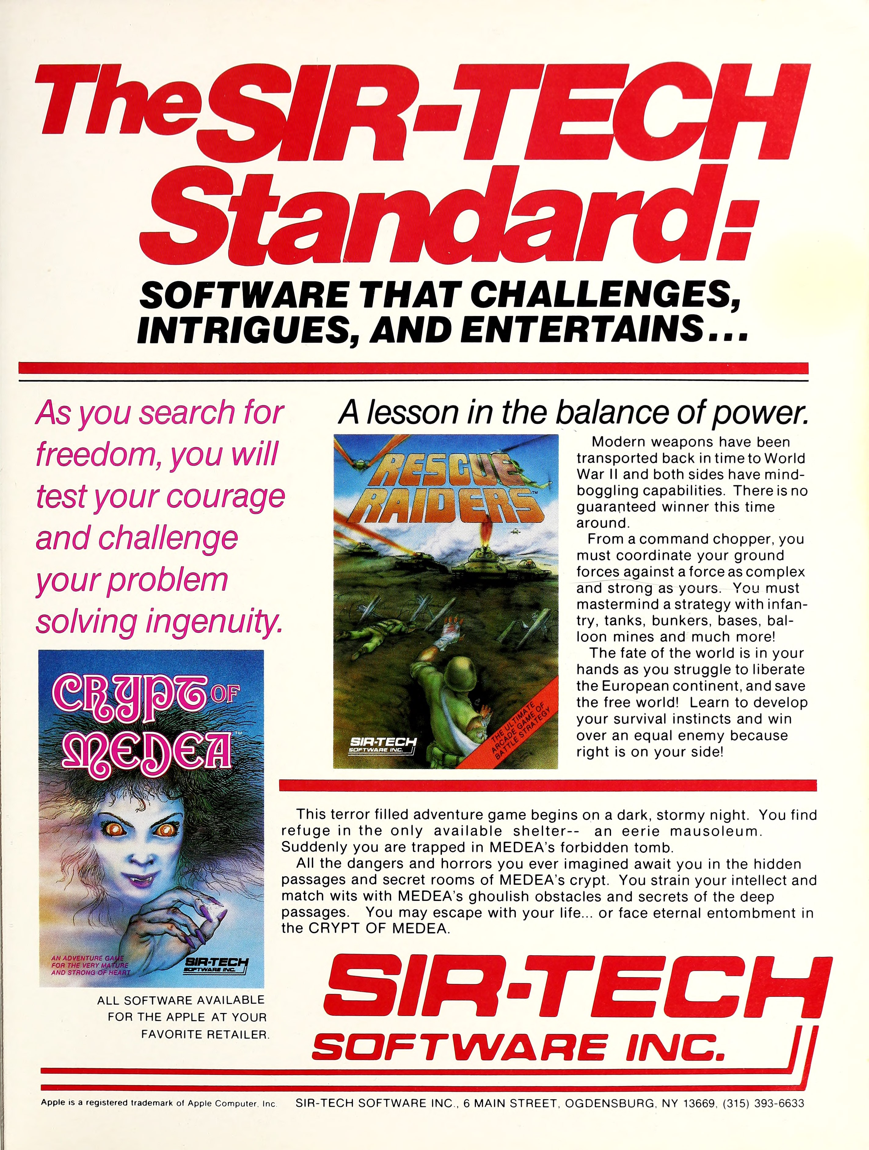 The SIR-TECH
Standard:
SOFTWARE THAT CHALLENGES,
INTRIGUES, AND ENTERTAINS...
As you search for
freedom, you will
test your courage
and challenge
your problem
solving ingenuity.
CRYPT OF
MEDEA™
AN ADVENTURE GAME
FOR THE VERY MATURE
AND STRONG OF HEART
SIR-TECH
SOFTWARE INC.
ALL SOFTWARE AVAILABLE
FOR THE APPLE AT YOUR
FAVORITE RETAILER.
A lesson in the balance of power.
RESCUE
RAIDERS™
THE ULTIMATE
ARCADE GAME OF
BATTLE STRATEGY
SIR-TECH
SOFTWARE INC.
Modern weapons have been
transported back in time to World
War II and both sides have mind-
boggling capabilities. There is no
guaranteed winner this time
around.
From a command chopper, you
must coordinate your ground
forces against a force as complex
and strong as yours. You must
mastermind a strategy with infan-
try, tanks, bunkers, bases, bal-
loon mines and much more!
The fate of the world is in your
hands as you struggle to liberate
the European continent, and save
the free world! Learn to develop
your survival instincts and win
over an equal enemy because
right is on your side!
This terror filled adventure game begins on a dark, stormy night. You find
refuge in the only available shelter-- an eerie mausoleum.
Suddenly you are trapped in MEDEA's forbidden tomb.
All the dangers and horrors you ever imagined await you in the hidden
passages and secret rooms of MEDEA's crypt. You strain your intellect and
match wits with MEDEA's ghoulish obstacles and secrets of the deep
passages. You may escape with your life... or face eternal entombment in
the CRYPT OF MEDEA.
SIR-TECH
SOFTWARE INC.
Apple is a registered trademark of Apple Computer, Inc.
SIR-TECH SOFTWARE INC., 6 MAIN STREET, OGDENSBURG, NY 13669, (315) 393-6633